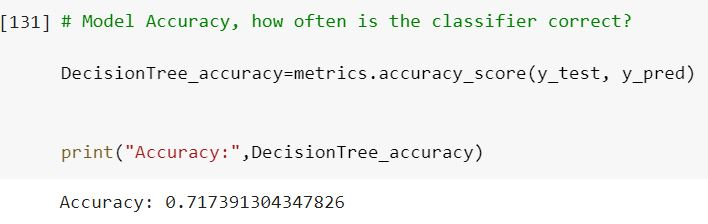 [131] # Model Accuracy, how often is the classifier correct?
DecisionTree_accuracy=metrics.accuracy_score(y_test, y_pred)
print("Accuracy:",DecisionTree_accuracy)
Accuracy: 0.717391304347826